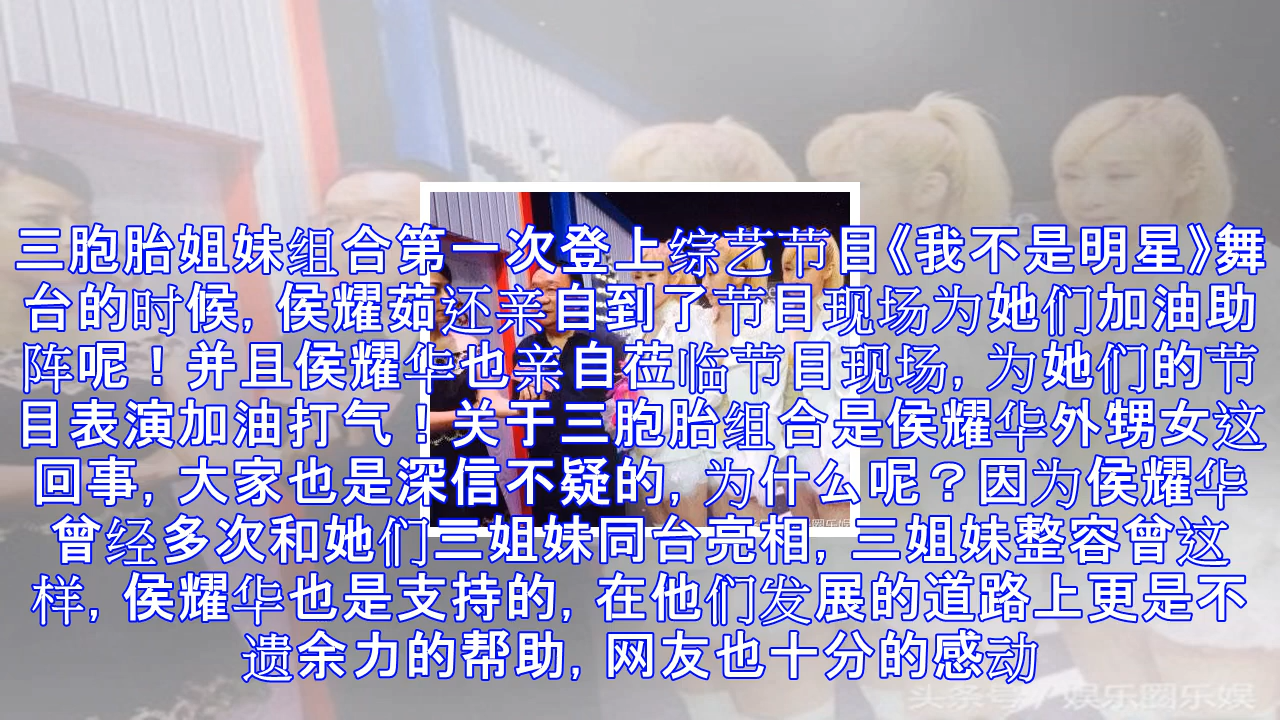 三胞胎姐妹组合第一次登上综艺节目《我不是明星》舞
台的时候, 侯耀茹还亲自到了节目现场为她们加油助
阵呢！并且侯耀华也亲自莅临节目现场, 为她们的节
目表演加油打气！关于三胞胎组合是侯耀华外甥女这
回事, 大家也是深信不疑的, 为什么呢？因为侯耀华
曾经多次和她们三姐妹同台亮相, 三姐妹整容曾这
样, 侯耀华也是支持的, 在他们发展的道路上更是不
遗余力的帮助, 网友也十分的感动
头条号 / 娱乐圈乐娱